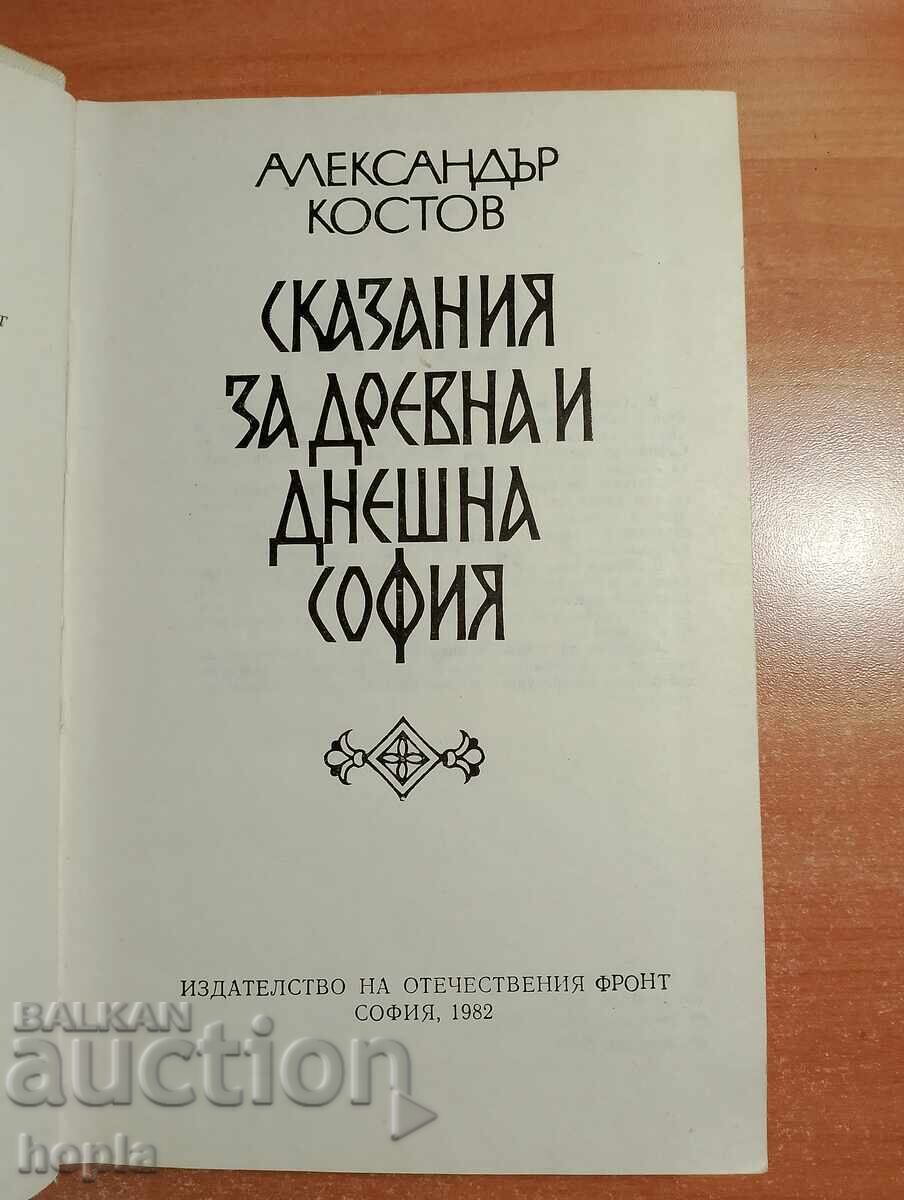 АЛЕКСАНДЪР
КОСТОВ
СКАЗАНИЯ
ЗА ДРЕВНА И
ДНЕШНА
СОФИЯ
ИЗДАТЕЛСТВО НА ОТЕЧЕСТВЕНИЯ ФРОНТ
СОФИЯ, 1982
BALKAN
auction
hopla
т